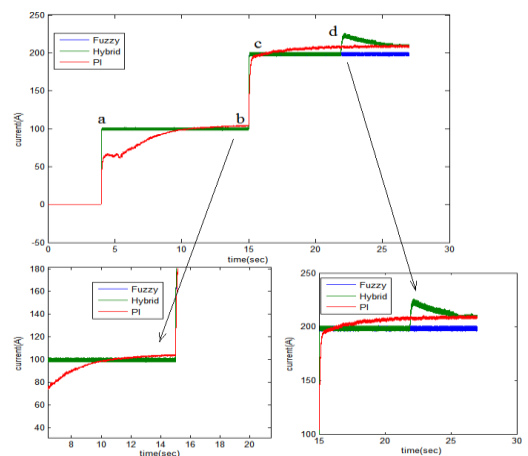 250
200
150
100
50
0
-50
current(A)
Fuzzy
Hybrid
PI
a
b
c
d
0 5 10 15 20 25 30
time(sec)
180
160
140
120
100
80
60
40
current(A)
Fuzzy
Hybrid
PI
8 10 12 14 16 18 20
time(sec)
300
250
200
150
100
current(A)
Fuzzy
Hybrid
PI
15 20 25 30
time(sec)